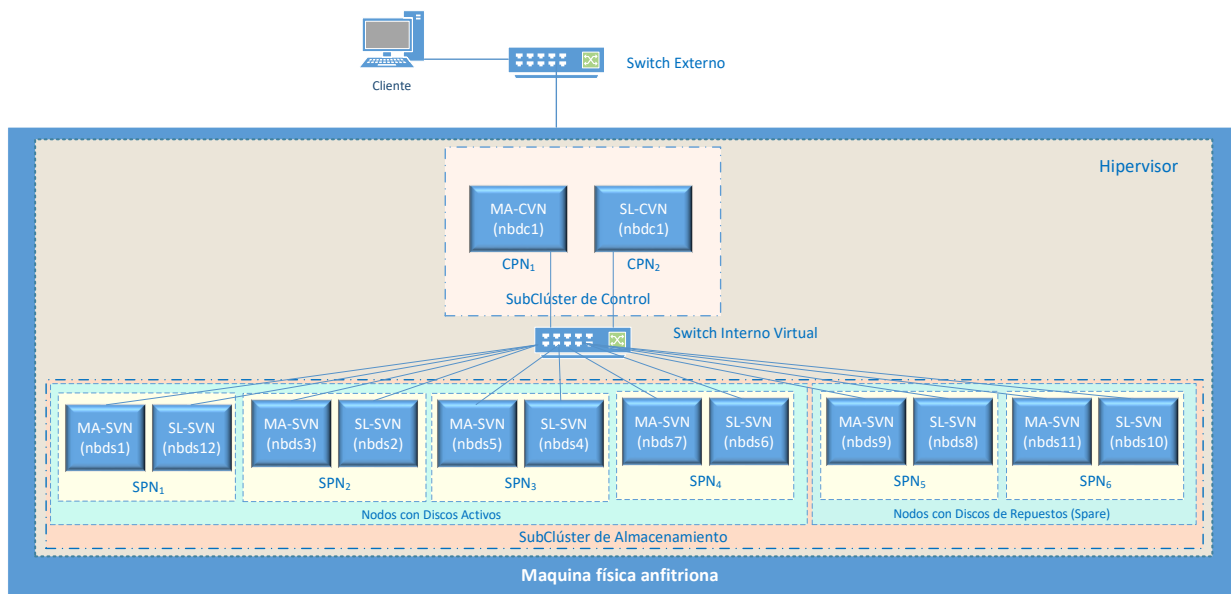 Cliente
Switch Externo
Hipervisor
MA-CVN
(nbdc1)
SL-CVN
(nbdc1)
CPN₁
CPN₂
SubClúster de Control
Switch Interno Virtual
MA-SVN
(nbds1)
SL-SVN
(nbds12)
MA-SVN
(nbds3)
SL-SVN
(nbds2)
MA-SVN
(nbds5)
SL-SVN
(nbds4)
MA-SVN
(nbds7)
SL-SVN
(nbds6)
MA-SVN
(nbds9)
SL-SVN
(nbds8)
MA-SVN
(nbds11)
SL-SVN
(nbds10)
SPN₁
SPN₂
SPN₃
SPN₄
SPN₅
SPN₆
Nodos con Discos Activos
Nodos con Discos de Repuestos (Spare)
SubClúster de Almacenamiento
Maquina física anfitriona